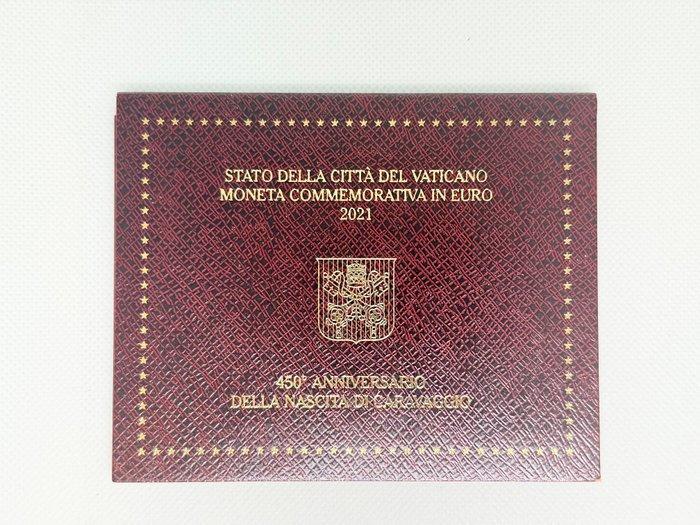 STATO DELLA CITTÀ DEL VATICANO
MONETA COMMEMORATIVA IN EURO
2021
450° ANNIVERSARIO
DELLA NASCITA DI CARAVAGGIO